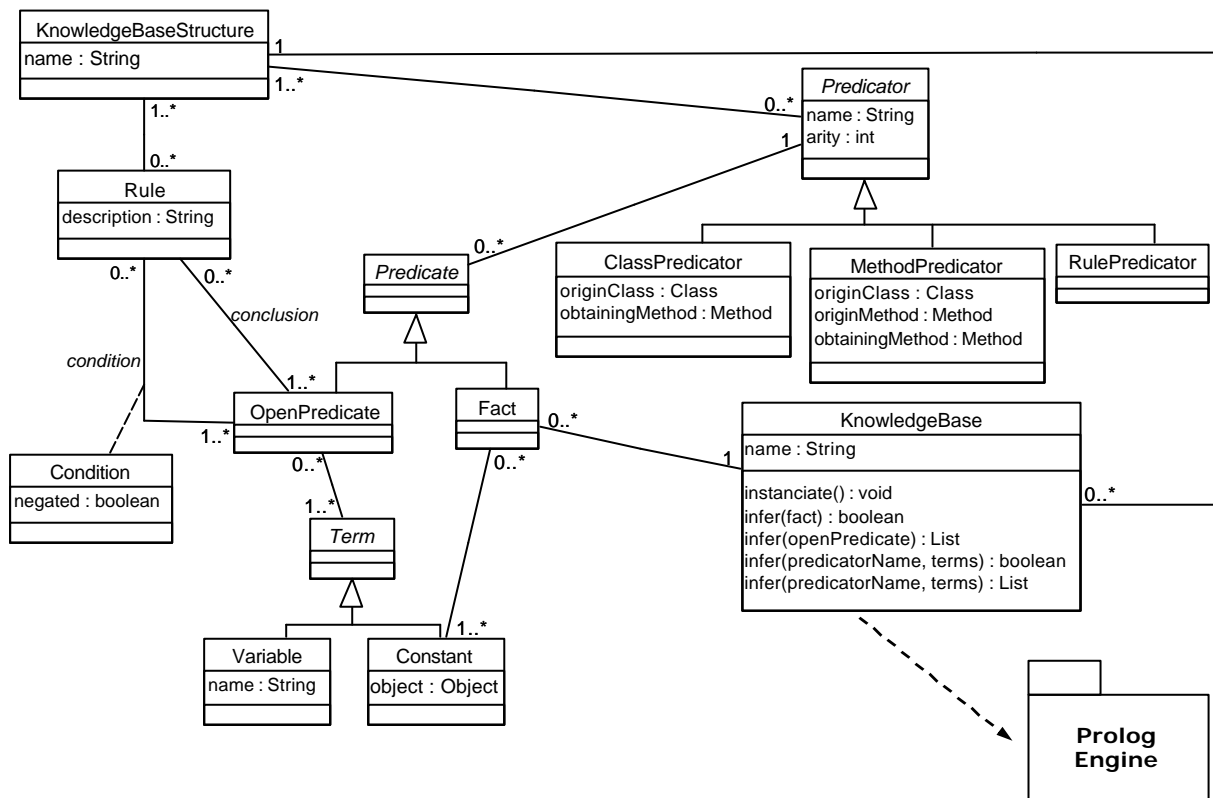 KnowledgeBaseStructure
name : String
1
1..*
1..*
0..*
Predicator
name : String
arity : int
0..*
1
Rule
description : String
0..*
0..*
0..*
Predicate
ClassPredicator
originClass : Class
obtainingMethod : Method
MethodPredicator
originClass : Class
originMethod : Method
obtainingMethod : Method
RulePredicator
conclusion
condition
1..*
1..*
OpenPredicate
Fact
0..*
0..*
0..*
1
KnowledgeBase
name : String
instanciate() : void
infer(fact) : boolean
infer(openPredicate) : List
infer(predicatorName, terms) : boolean
infer(predicatorName, terms) : List
0..*
Condition
negated : boolean
1..*
Term
1..*
Variable
name : String
Constant
object : Object
Prolog
Engine